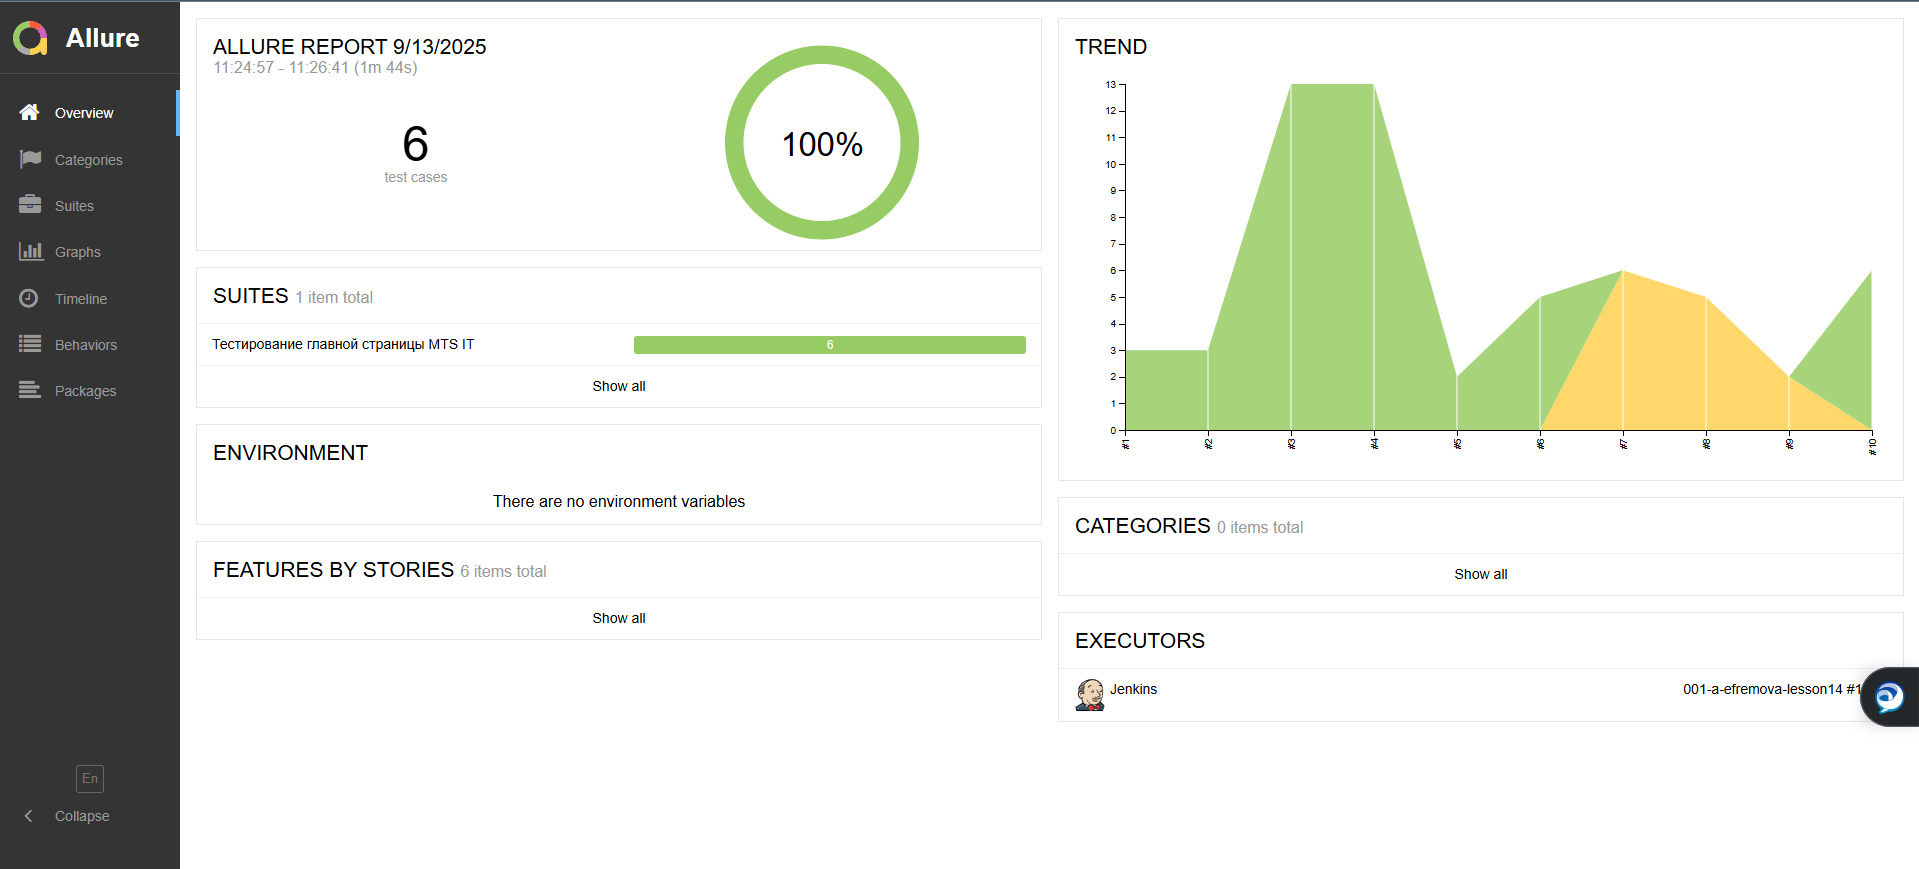 Allure
Overview
Categories
Suites
Graphs
Timeline
Behaviors
Packages
En
Collapse
ALLURE REPORT 9/13/2025
11:24:57 - 11:26:41 (1m 44s)
6
test cases
100%
SUITES 1 item total
Тестирование главной страницы MTS IT
6
Show all
ENVIRONMENT
There are no environment variables
FEATURES BY STORIES 6 items total
Show all
TREND
13
12
11
10
9
8
7
6
5
4
3
2
1
0
#1
#2
#3
#4
#5
#6
#7
#8
#9
#10
CATEGORIES 0 items total
Show all
EXECUTORS
Jenkins
001-a-efremova-lesson14 #1